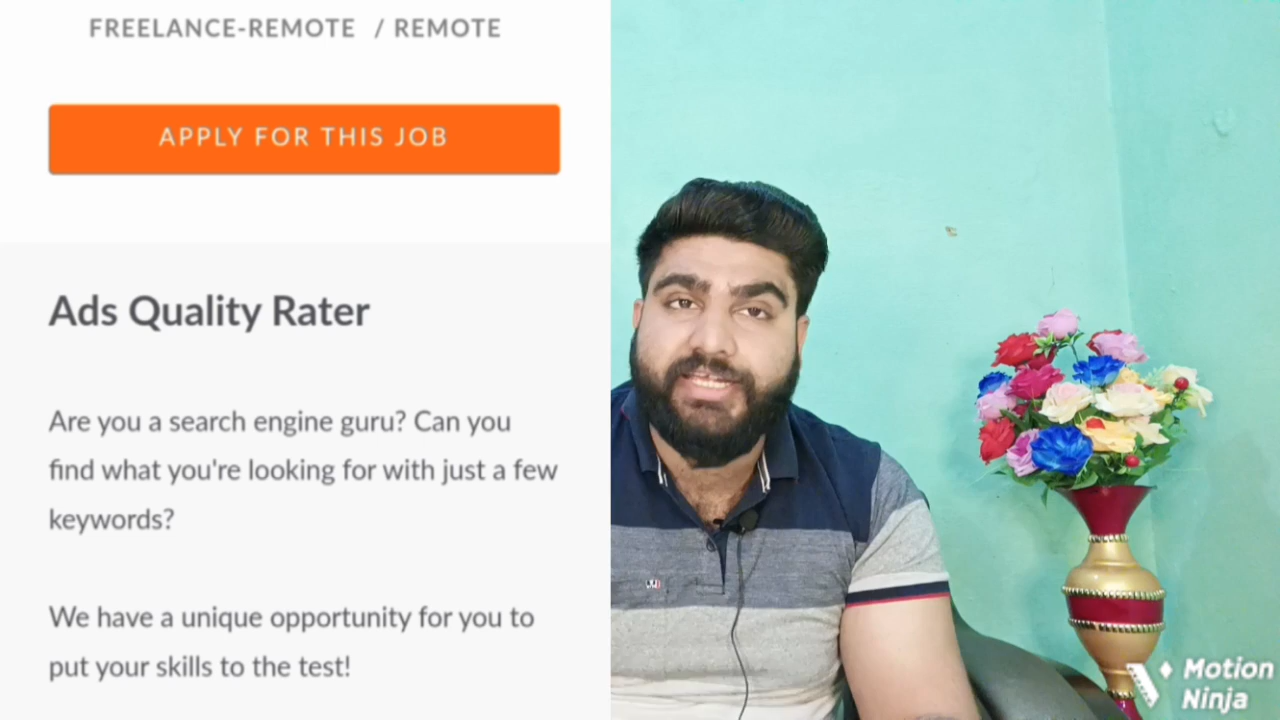 FREELANCE-REMOTE / REMOTE
APPLY FOR THIS JOB
Ads Quality Rater
Are you a search engine guru? Can you
find what you're looking for with just a few
keywords?
We have a unique opportunity for you to
put your skills to the test!
Motion
Ninja